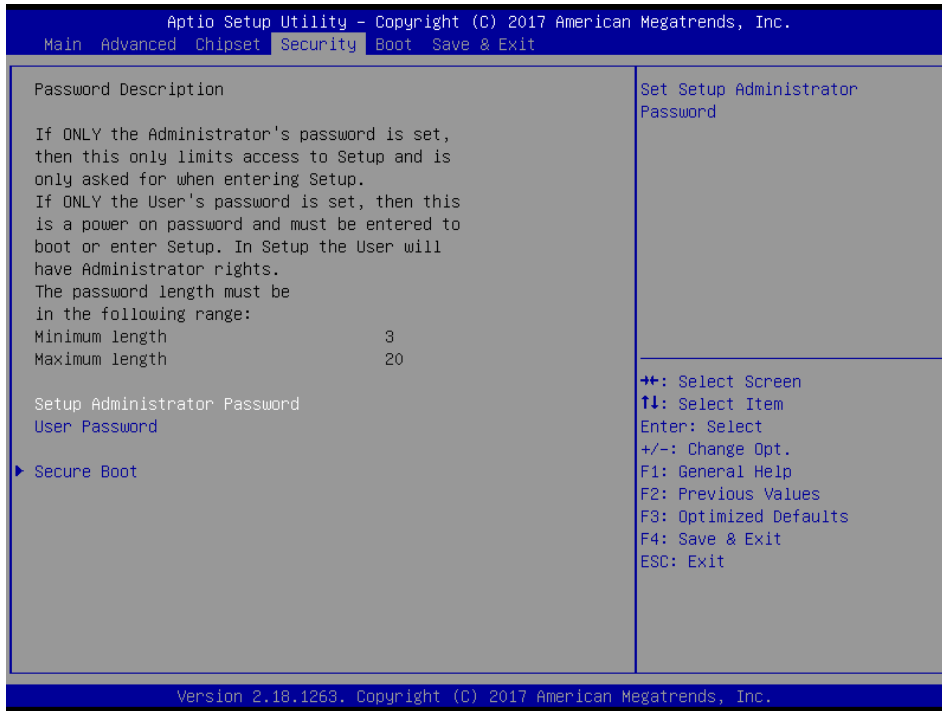 Aptio Setup Utility – Copyright (C) 2017 American Megatrends, Inc.
Main Advanced Chipset Security Boot Save & Exit
Password Description
If ONLY the Administrator's password is set,
then this only limits access to Setup and is
only asked for when entering Setup.
If ONLY the User's password is set, then this
is a power on password and must be entered to
boot or enter Setup. In Setup the User will
have Administrator rights.
The password length must be
in the following range:
Minimum length 3
Maximum length 20
Setup Administrator Password
User Password
Secure Boot
Set Setup Administrator
Password
→←: Select Screen
↑↓: Select Item
Enter: Select
+/-: Change Opt.
F1: General Help
F2: Previous Values
F3: Optimized Defaults
F4: Save & Exit
ESC: Exit
Version 2.18.1263. Copyright (C) 2017 American Megatrends, Inc.